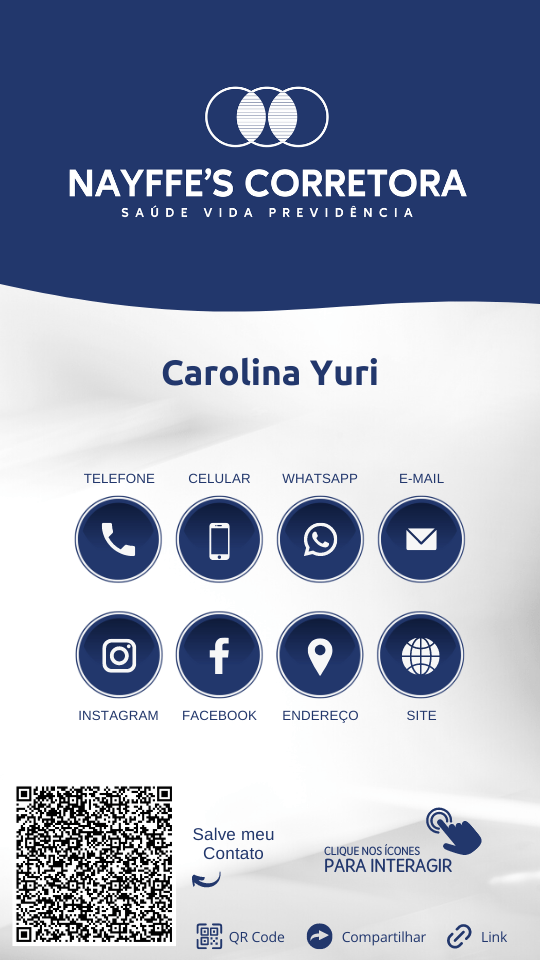 NAYFFE'S CORRETORA
SAÚDE VIDA PREVIDÊNCIA
Carolina Yuri
TELEFONE CELULAR WHATSAPP E-MAIL
INSTAGRAM FACEBOOK ENDEREÇO SITE
Salve meu
Contato
CLIQUE NOS ÍCONES
PARA INTERAGIR
QR Code Compartilhar Link